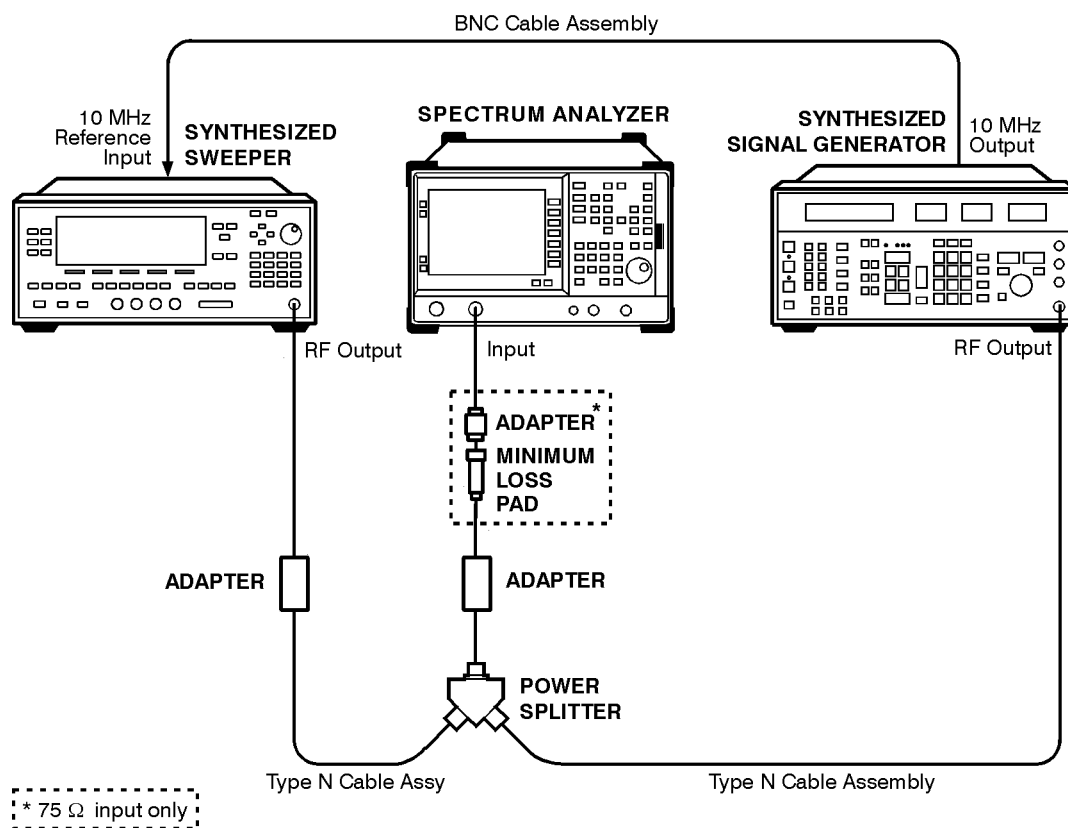 BNC Cable Assembly
10 MHz
Reference
Input
SYNTHESIZED
SWEEPER
SPECTRUM ANALYZER
SYNTHESIZED
SIGNAL GENERATOR
10 MHz
Output
RF Output
Input
RF Output
ADAPTER*
MINIMUM
LOSS
PAD
ADAPTER
ADAPTER
POWER
SPLITTER
Type N Cable Assy
Type N Cable Assembly
* 75 Ω input only